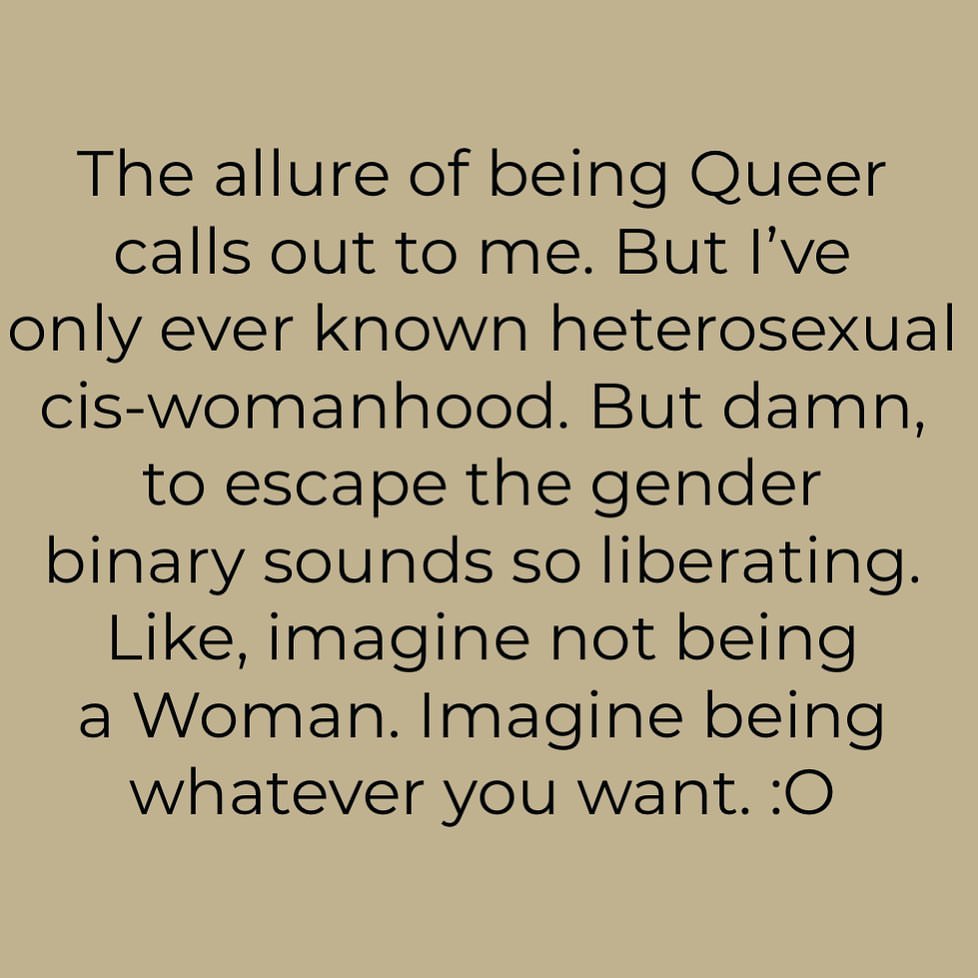 The allure of being Queer
calls out to me. But I’ve
only ever known heterosexual
cis-womanhood. But damn,
to escape the gender
binary sounds so liberating.
Like, imagine not being
a Woman. Imagine being
whatever you want. :O